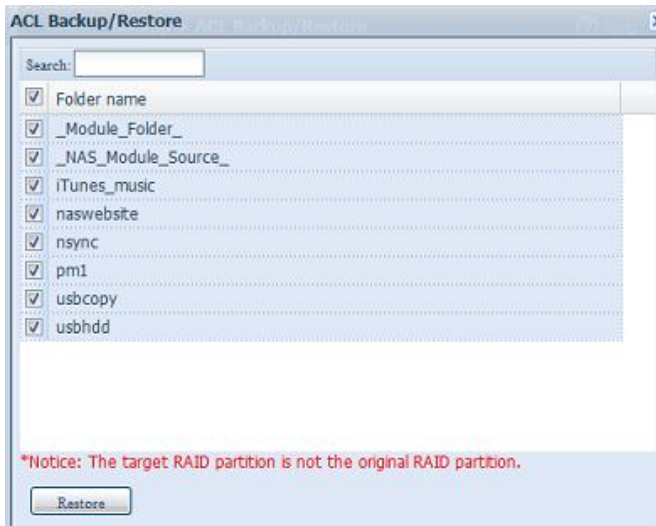 ACL Backup/Restore
Search:
Folder name
_Module_Folder_
_NAS_Module_Source_
iTunes_music
naswebsite
nsync
pm1
usbcopy
usbhdd
*Notice: The target RAID partition is not the original RAID partition.
Restore